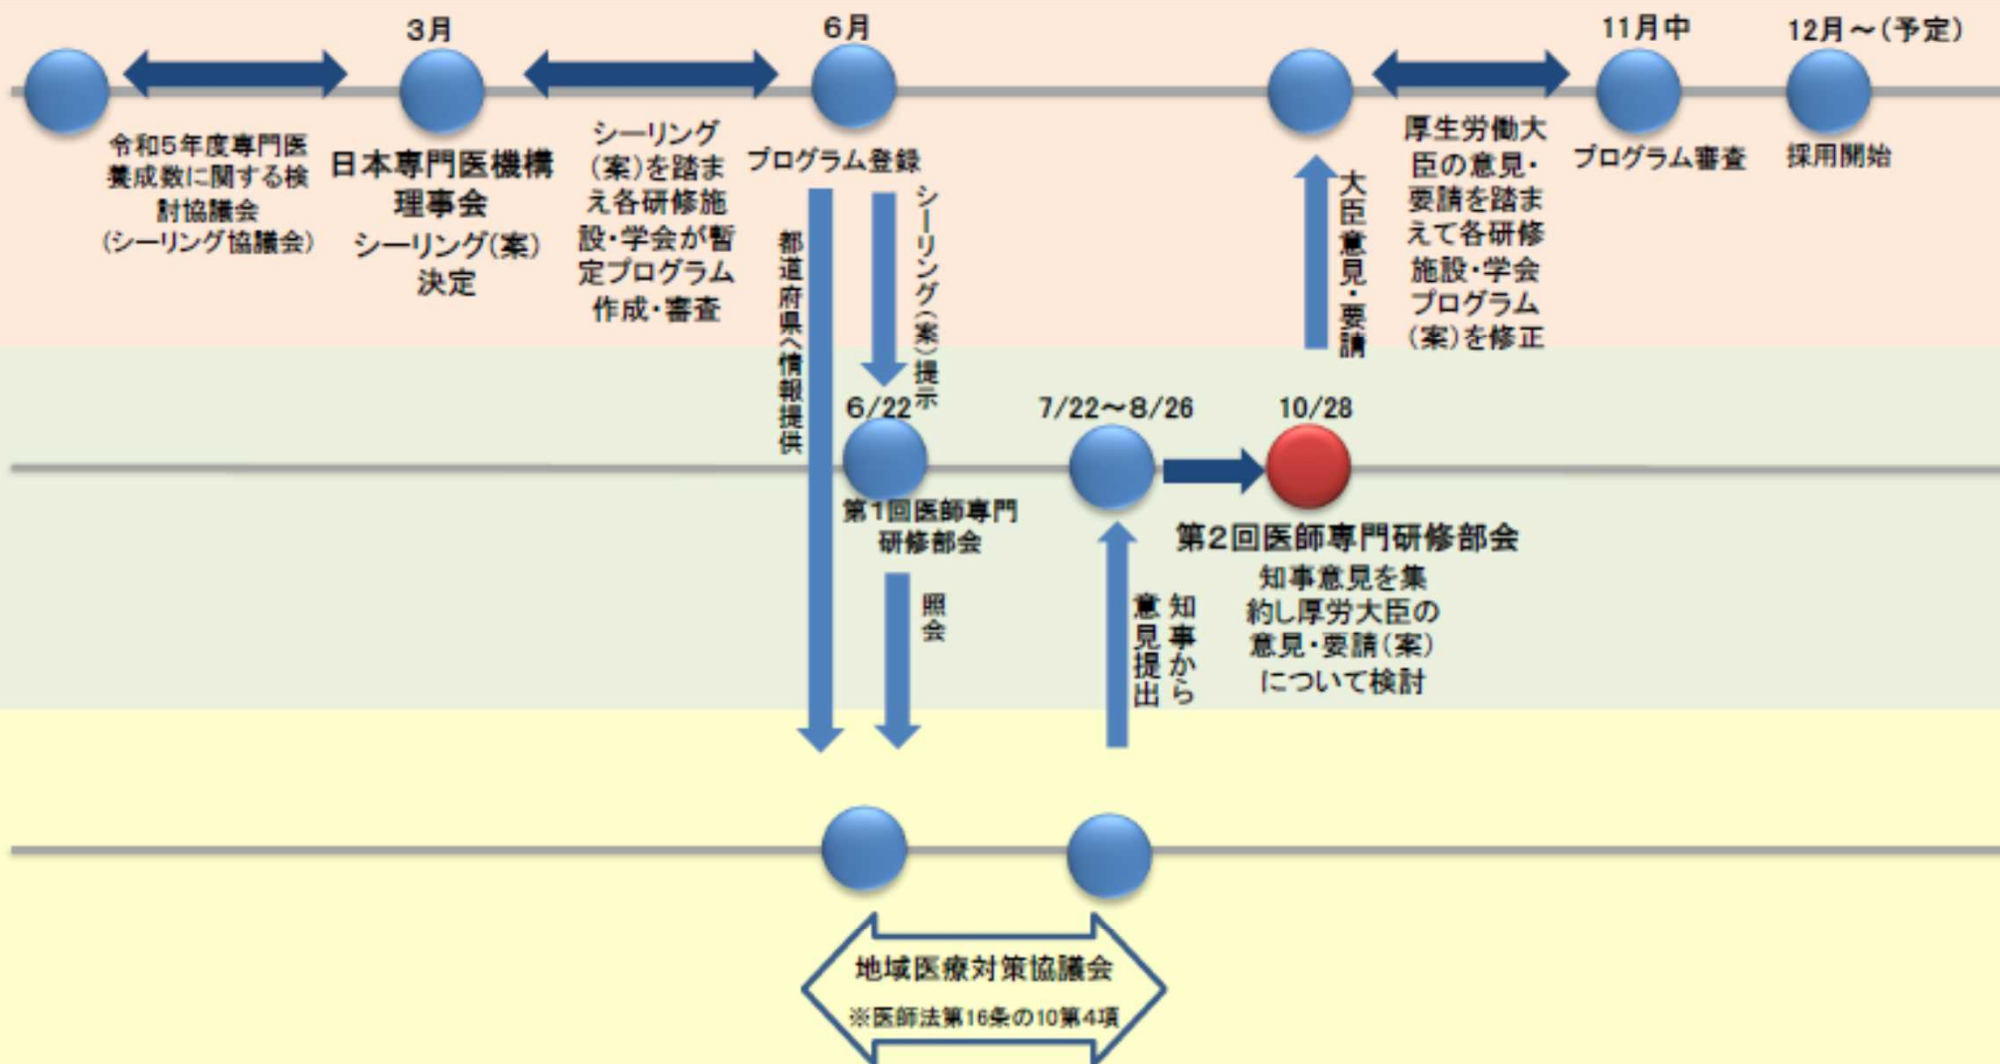 3月
6月
11月中
12月～(予定)
令和5年度専門医
養成数に関する検
討協議会
(シーリング協議会)
日本専門医機構
理事会
シーリング(案)
決定
シーリング
(案)を踏ま
え各研修施
設・学会が暫
定プログラム
作成・審査
プログラム登録
都道府県へ情報提供
シーリング(案)提示
大臣意見・要請
厚生労働大
臣の意見・
要請を踏ま
えて各研修
施設・学会
プログラム
(案)を修正
プログラム審査
採用開始
6/22
7/22～8/26
10/28
第1回医師専門
研修部会
照会
知事から
意見提出
第2回医師専門研修部会
知事意見を集
約し厚労大臣の
意見・要請(案)
について検討
地域医療対策協議会
※医師法第16条の10第4項